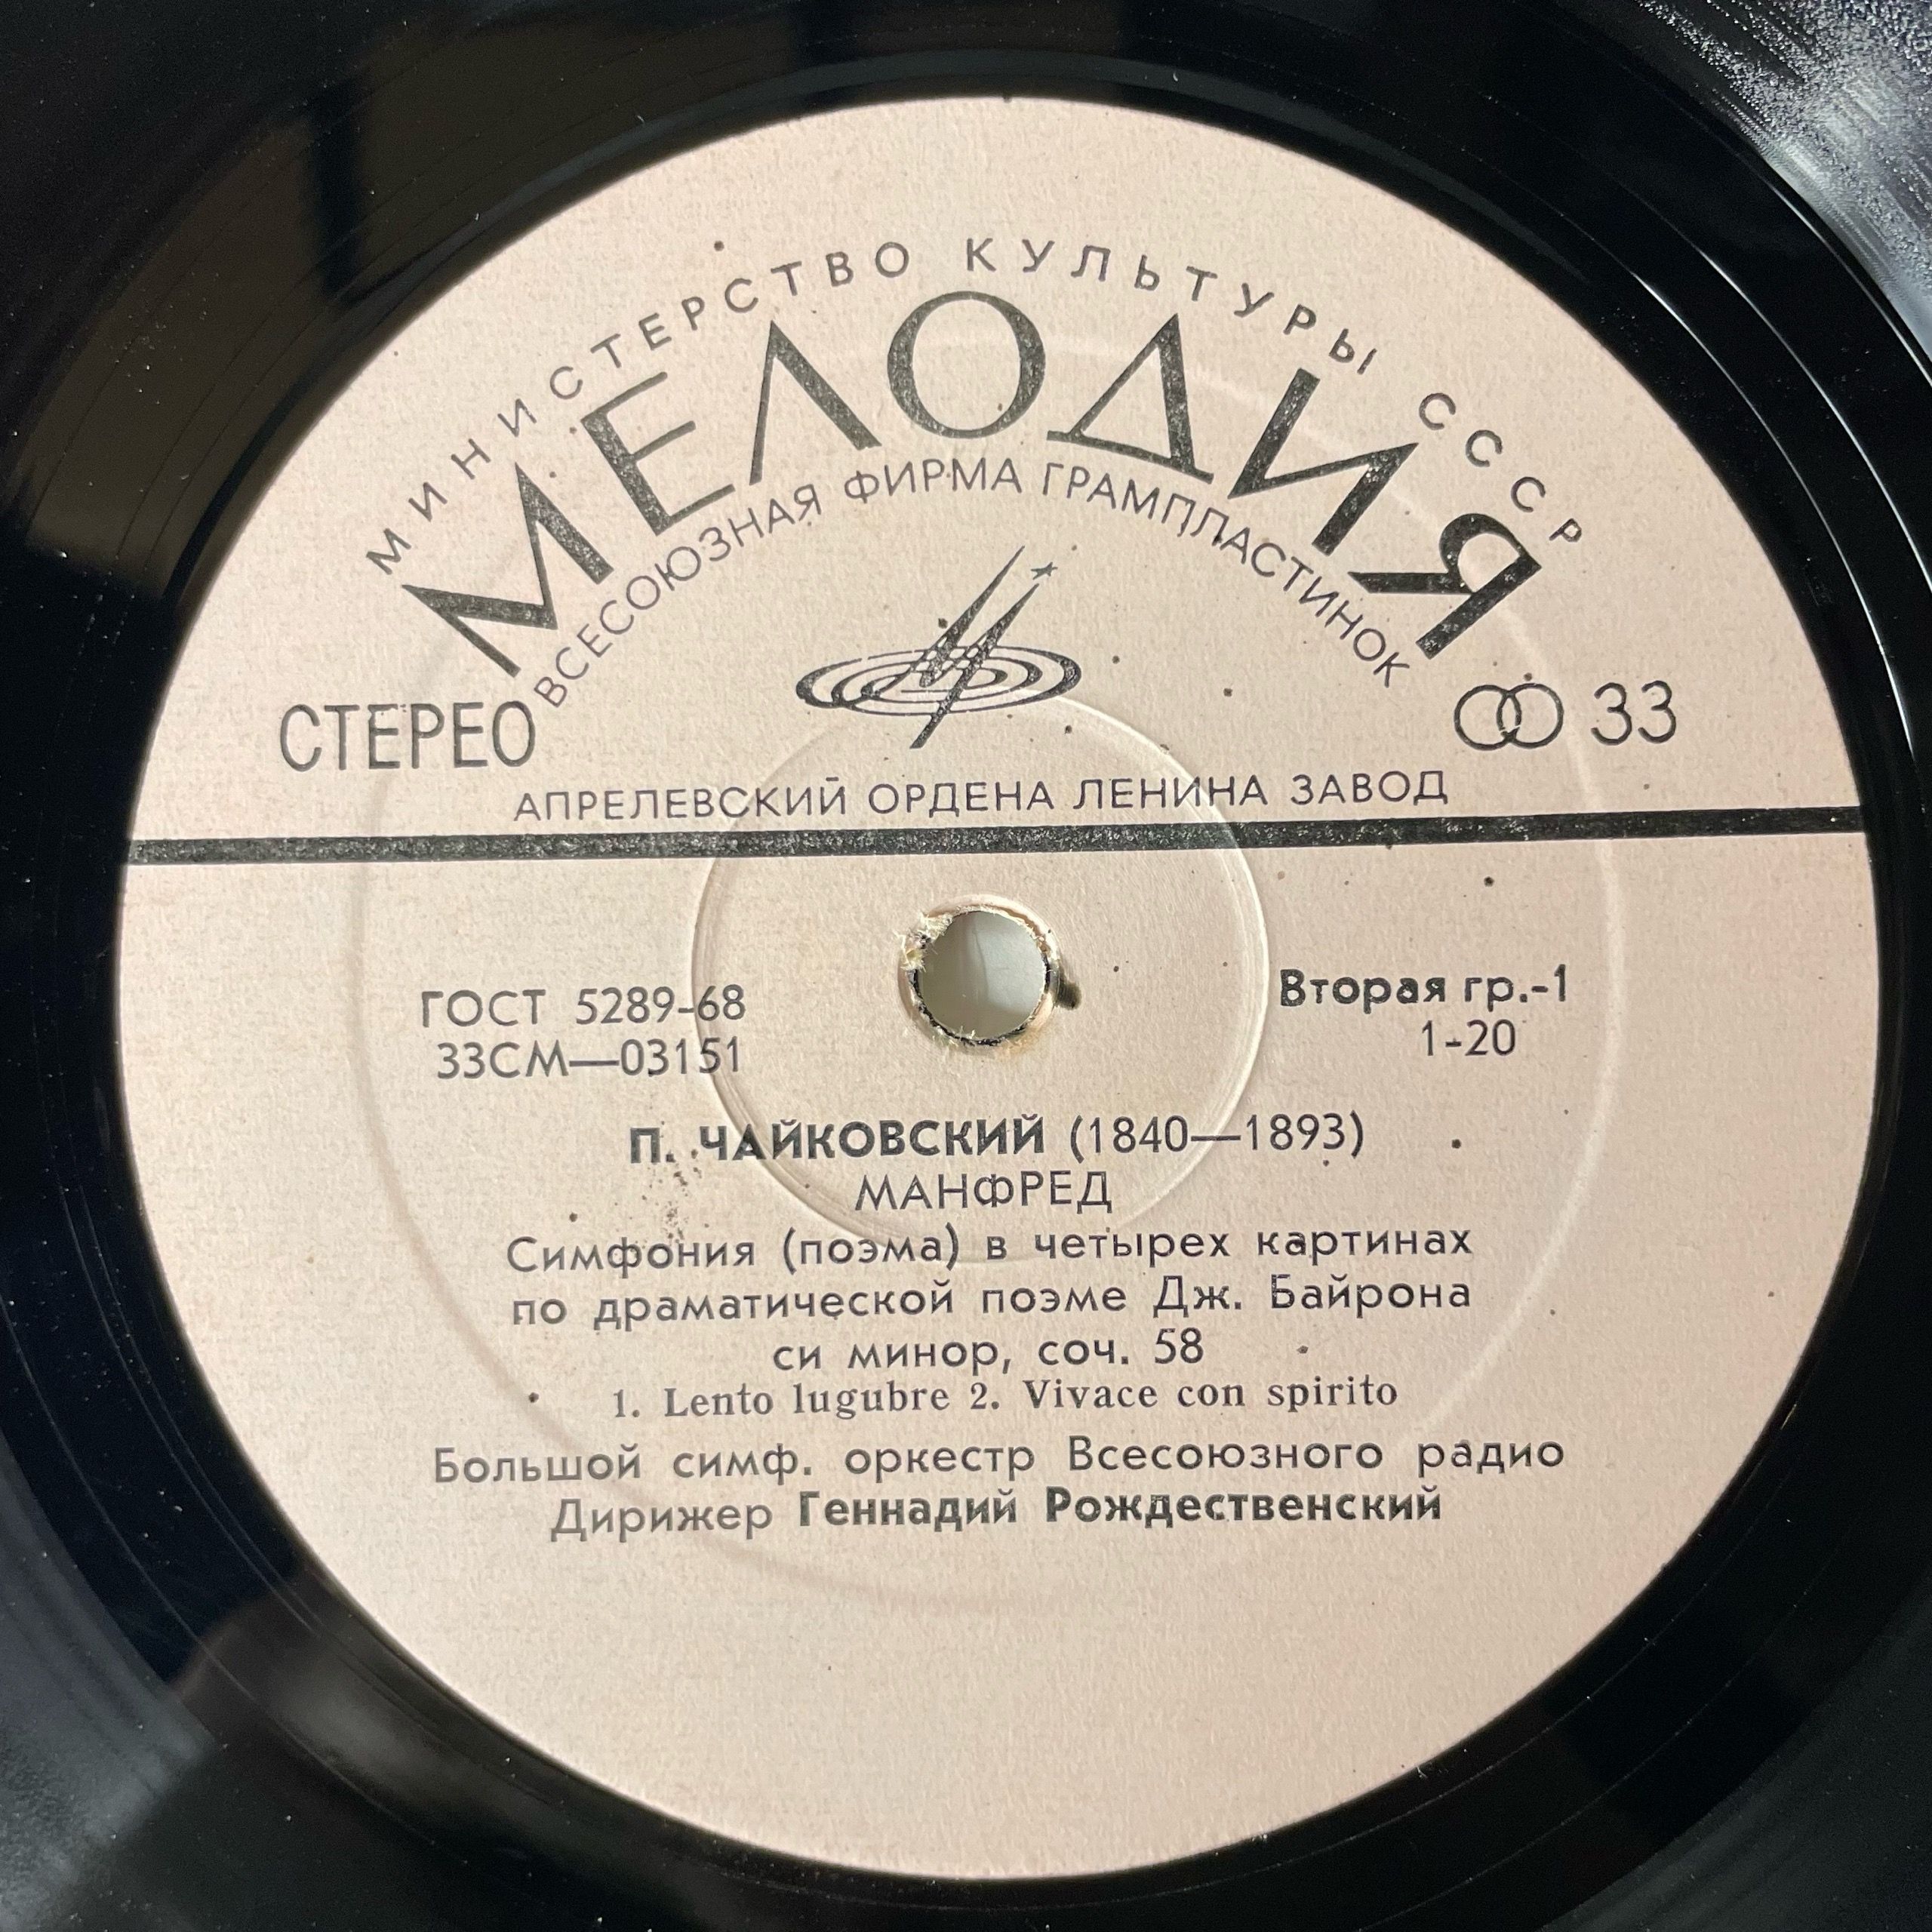 МИНИСТЕРСТВО КУЛЬТУРЫ СССР
МЕЛОДИЯ
ВСЕСОЮЗНАЯ ФИРМА ГРАМПЛАСТИНОК
СТЕРЕО
33
АПРЕЛЕВСКИЙ ОРДЕНА ЛЕНИНА ЗАВОД
ГОСТ 5289-68
33СМ—03151
Вторая гр.-1
1-20
П. ЧАЙКОВСКИЙ (1840—1893)
МАНФРЕД
Симфония (поэма) в четырех картинах
по драматической поэме Дж. Байрона
си минор, соч. 58
1. Lento lugubre 2. Vivace con spirito
Большой симф. оркестр Всесоюзного радио
Дирижер Геннадий Рождественский